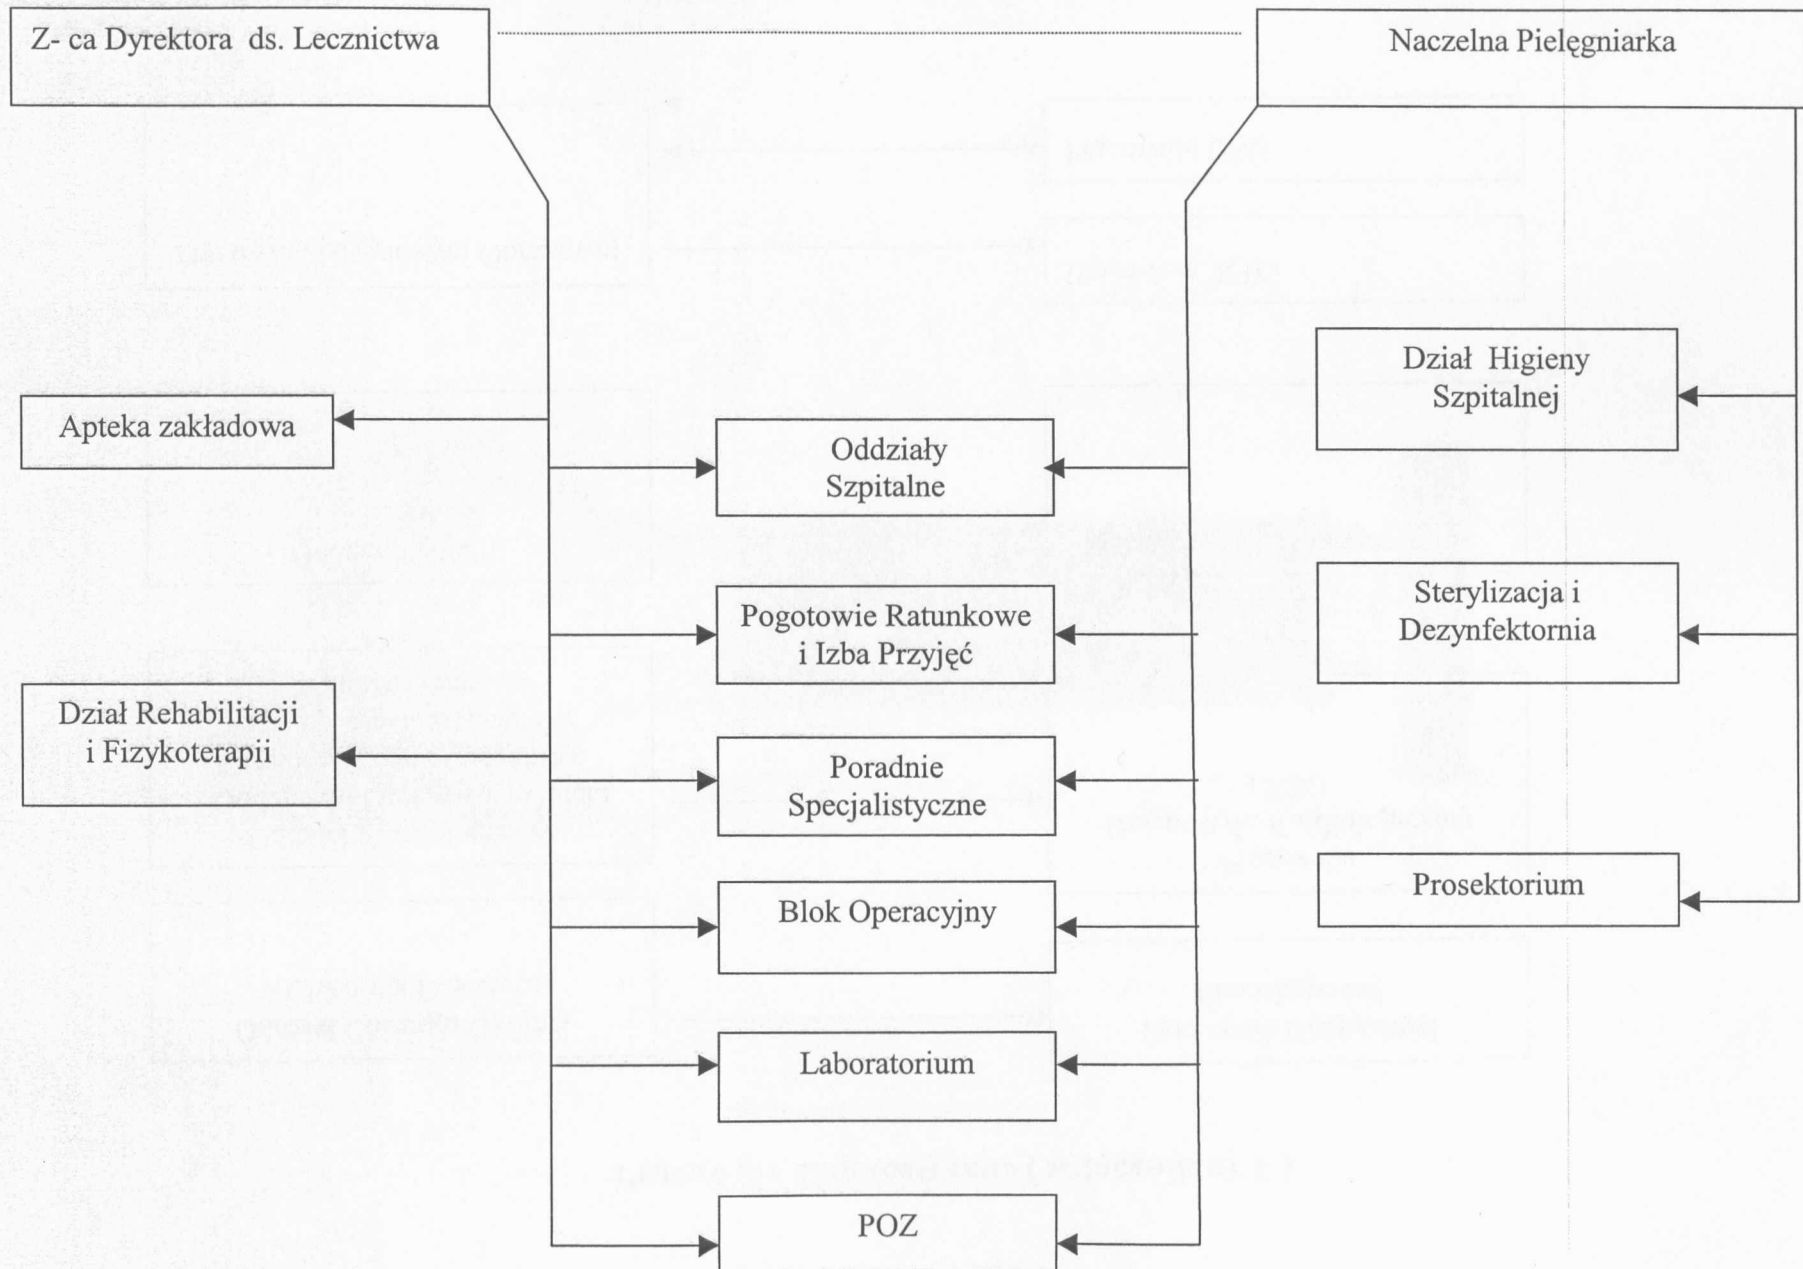 Z- ca Dyrektora ds. Lecznictwa
Naczelna Pielęgniarka
Apteka zakładowa
Dział Rehabilitacji
i Fizykoterapii
Oddziały
Szpitalne
Pogotowie Ratunkowe
i Izba Przyjęć
Poradnie
Specjalistyczne
Blok Operacyjny
Laboratorium
POZ
Dział Higieny
Szpitalnej
Sterylizacja i
Dezynfektornia
Prosektorium